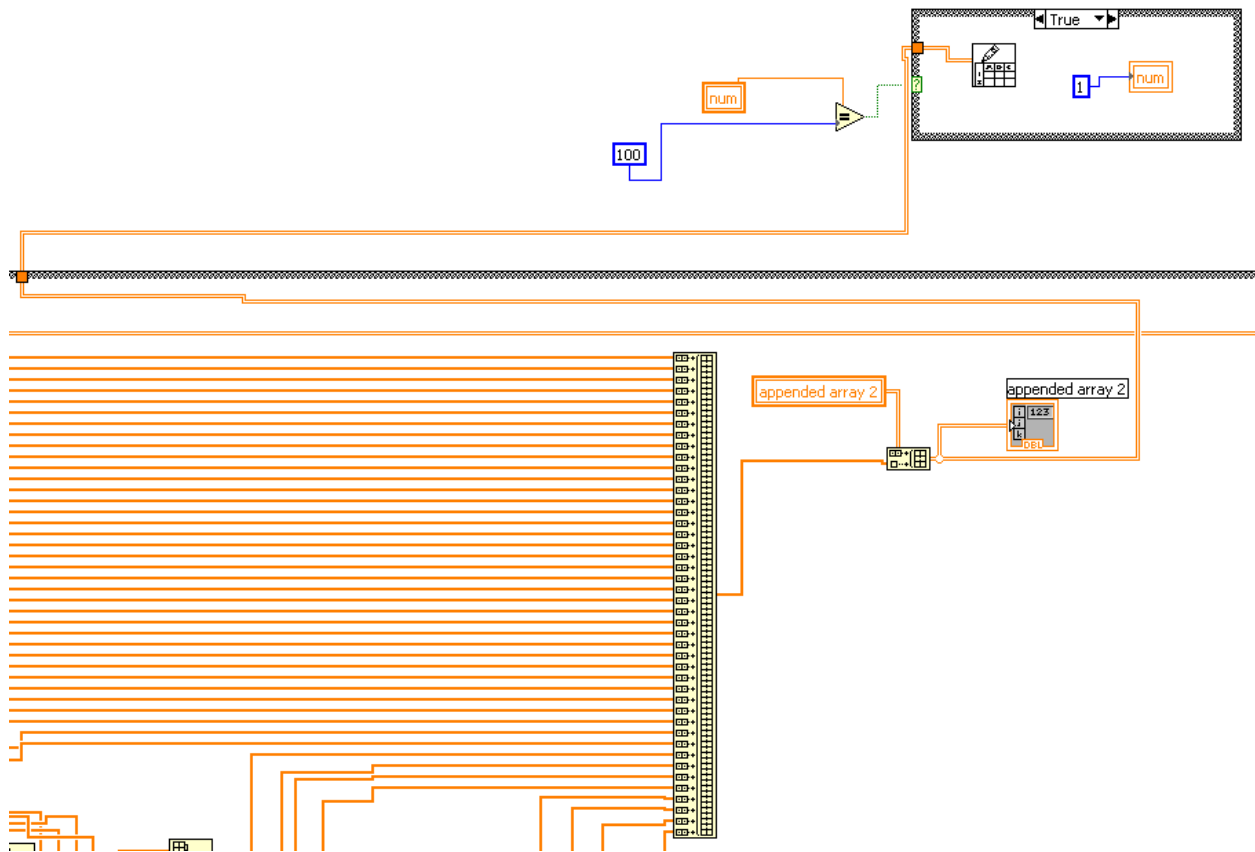 True
num
1
num
?
=
100
appended array 2
appended array 2
123
i
j
k
DBL